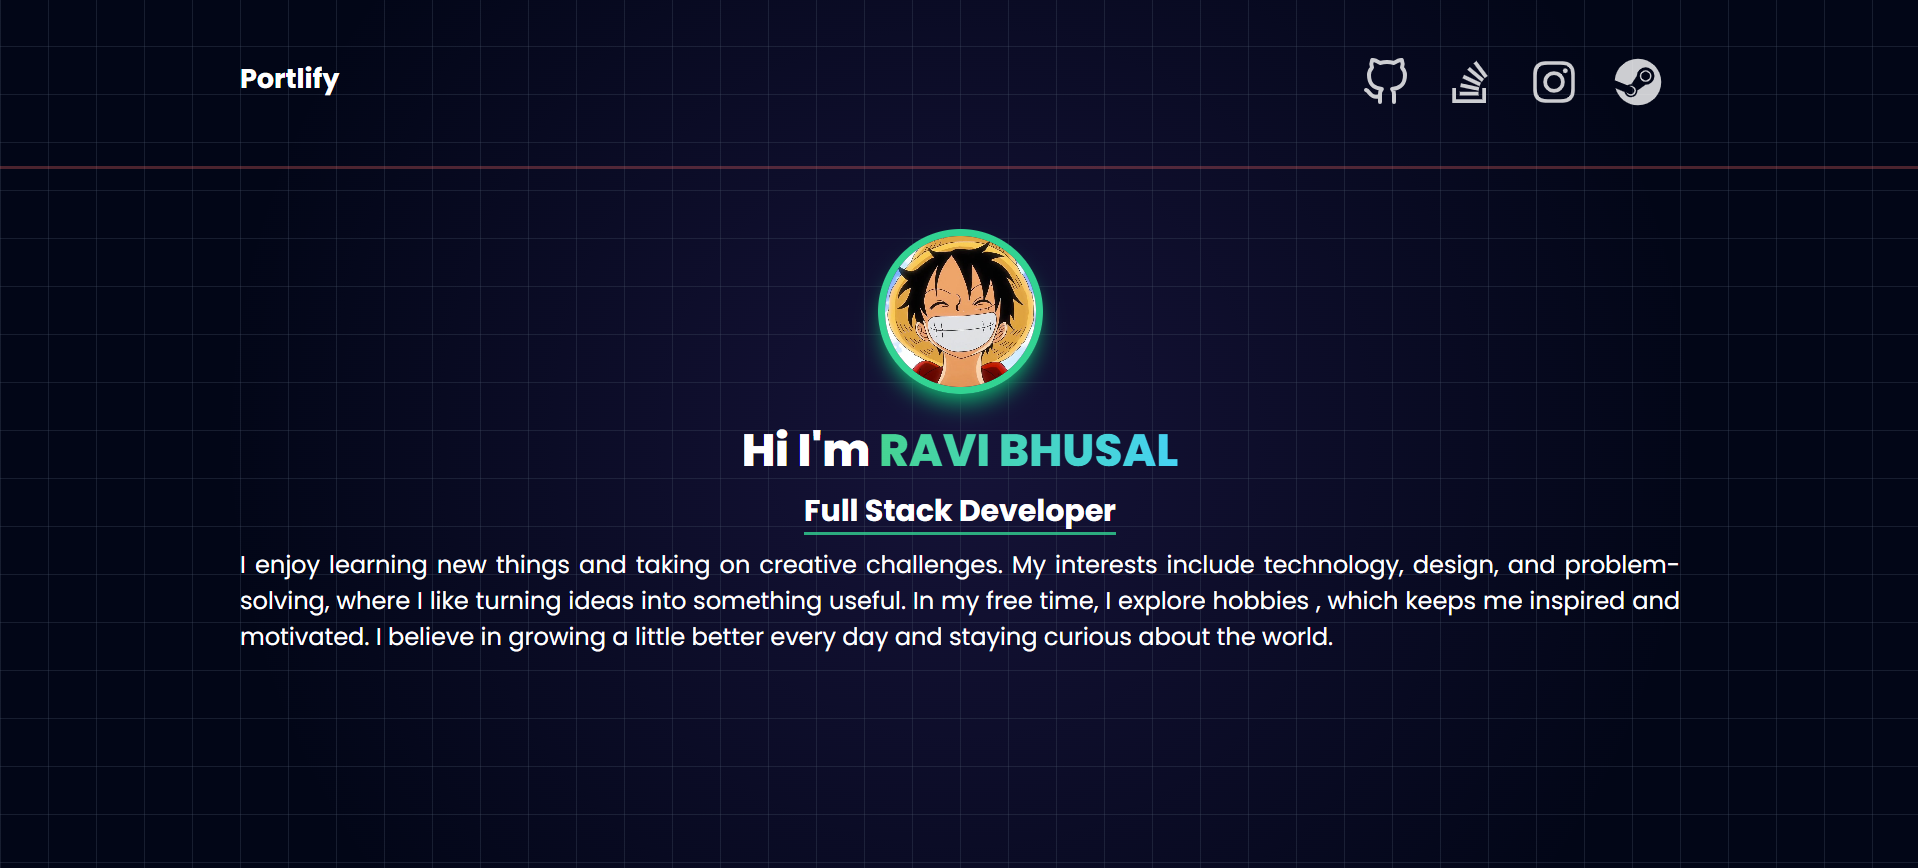 Portlify
Hi I'm RAVI BHUSAL
Full Stack Developer
I enjoy learning new things and taking on creative challenges. My interests include technology, design, and problem-
solving, where I like turning ideas into something useful. In my free time, I explore hobbies , which keeps me inspired and
motivated. I believe in growing a little better every day and staying curious about the world.